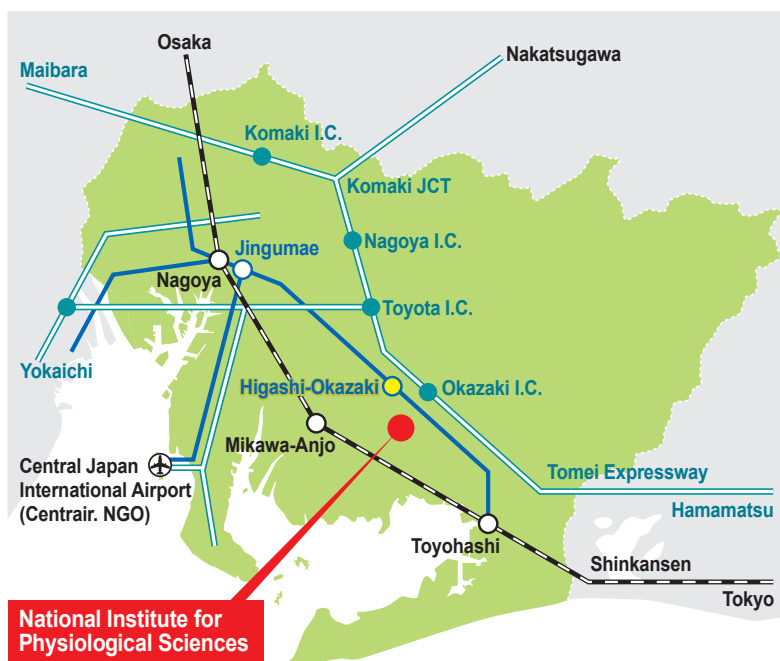 Osaka
Nakatsugawa
Maibara
Komaki I.C.
Komaki JCT
Jingumae
Nagoya I.C.
Nagoya
Toyota I.C.
Yokaichi
Higashi-Okazaki
Okazaki I.C.
Mikawa-Anjo
Central Japan
International Airport
(Centrair. NGO)
Tomei Expressway
Hamamatsu
Toyohashi
Shinkansen
Tokyo
National Institute for
Physiological Sciences